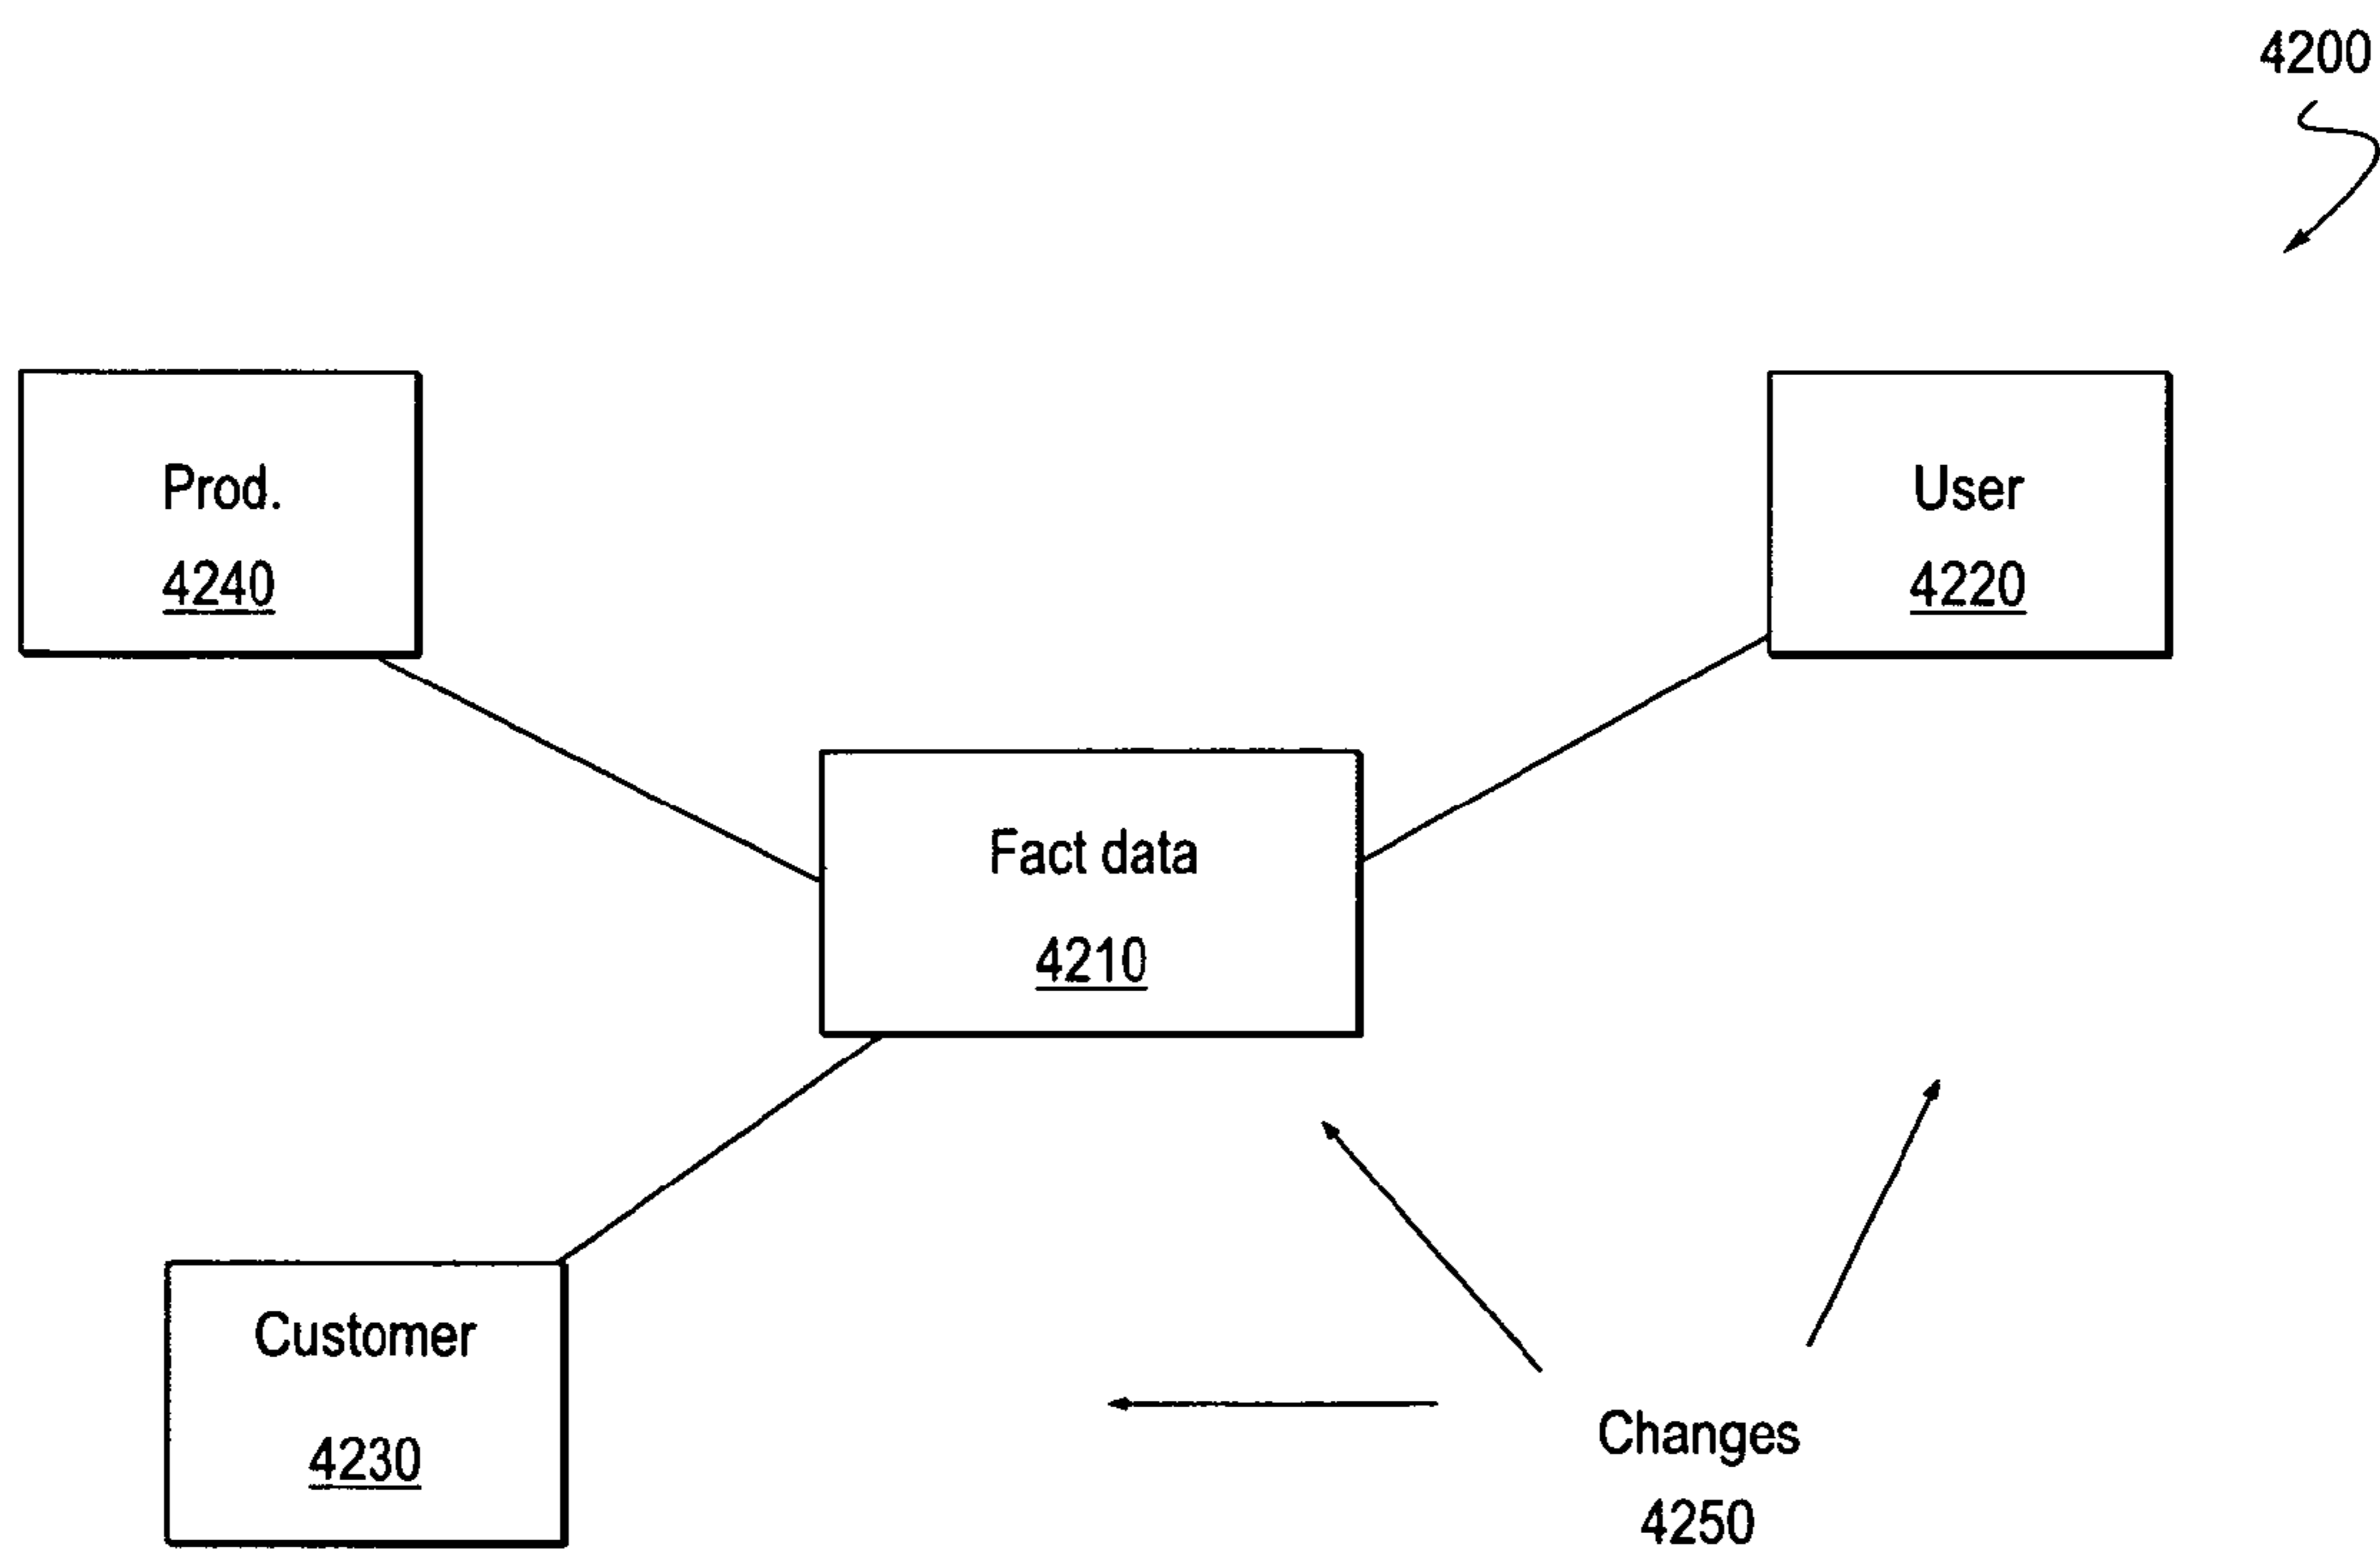 4200
Prod.
4240
User
4220
Fact data
4210
Customer
4230
Changes
4250